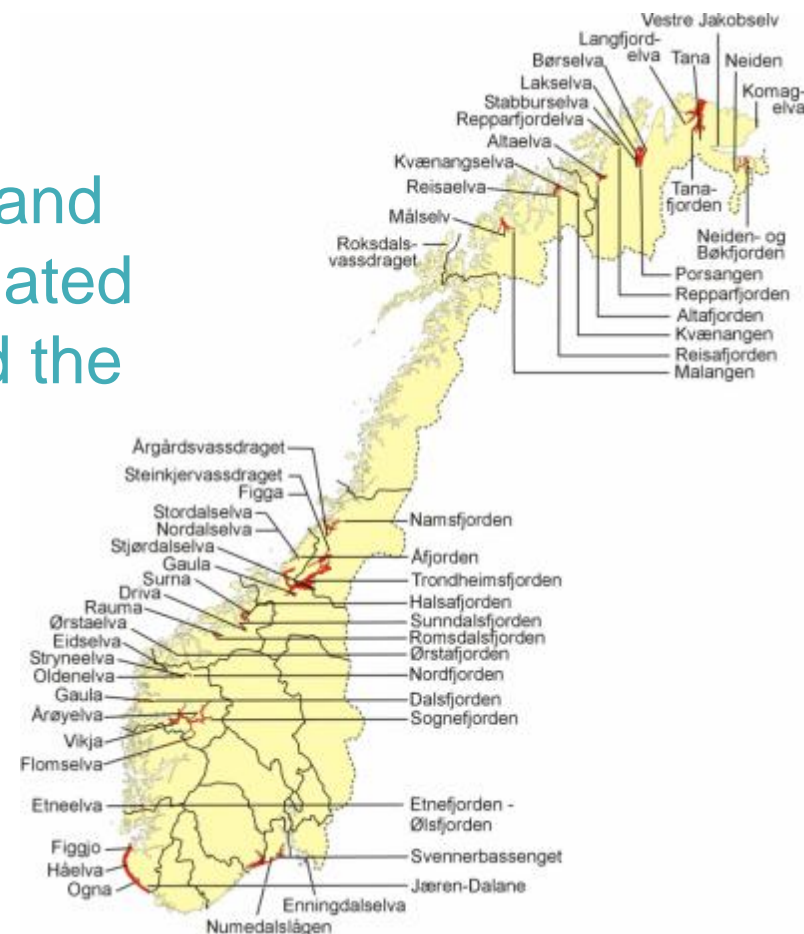 and
ated
d the
Vestre Jakobselv
Langfjord-
elva
Tana
Neiden
Komag-
elva
Børselva
Lakselva
Stabburselva
Repparfjordelva
Altaelva
Kvænangselva
Reisaelva
Målselv
Roksdals-
vassdraget
Tana-
fjorden
Neiden- og
Bøkfjorden
Porsangen
Repparfjorden
Altafjorden
Kvænangen
Reisafjorden
Malangen
Årgårdsvassdraget
Steinkjervassdraget
Figga
Stordalselva
Nordalselva
Stjørdalselva
Gaula
Surna
Driva
Rauma
Ørstaelva
Eidselva
Stryneelva
Oldenelva
Gaula
Årøyelva
Vikja
Flomselva
Etneelva
Figgjo
Håelva
Ogna
Namsfjorden
Åfjorden
Trondheimsfjorden
Halsafjorden
Sunndalsfjorden
Romsdalsfjorden
Ørstafjorden
Nordfjorden
Dalsfjorden
Sognefjorden
Etnefjorden -
Ølsfjorden
Svennerbassenget
Jæren-Dalane
Enningdalselva
Numedalslågen